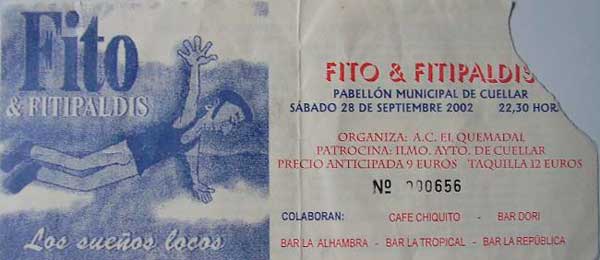 Fito
& FITIPALDIS
Los sueños locos
FITO & FITIPALDIS
PABELLÓN MUNICIPAL DE CUELLAR
SÁBADO 28 DE SEPTIEMBRE 2002 22,30 HOR
ORGANIZA: A.C. EL QUEMADAL
PATROCINA: ILMO. AYTO. DE CUELLAR
PRECIO ANTICIPADA 9 EUROS TAQUILLA 12 EUROS
Nº 000656
COLABORAN: CAFE CHIQUITO - BAR DORI
BAR LA ALHAMBRA - BAR LA TROPICAL - BAR LA REPÚBLICA